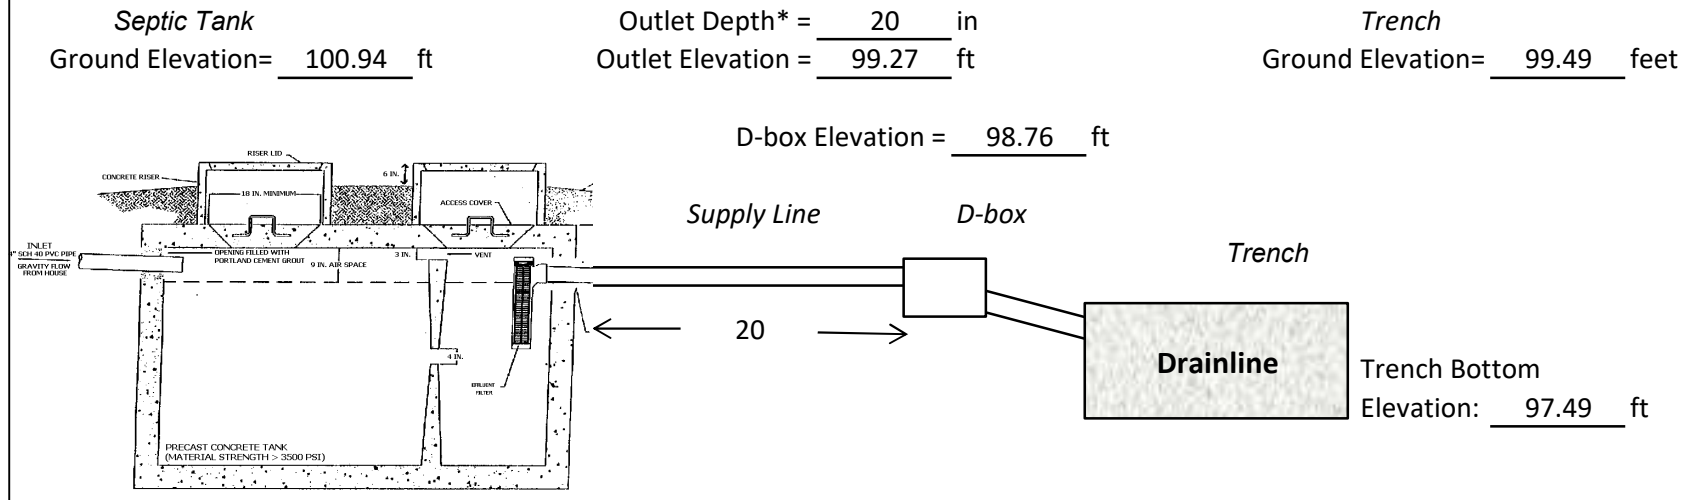 Septic Tank
Outlet Depth* = 20 in
Trench
Ground Elevation= 100.94 ft
Outlet Elevation = 99.27 ft
Ground Elevation= 99.49 feet
D-box Elevation = 98.76 ft
RISER LID
CONCRETE RISER
6 IN.
18 IN. MINIMUM
ACCESS COVER
Supply Line
D-box
INLET
4" SCH 40 PVC PIPE
GRAVITY FLOW
FROM HOUSE
OPENING FILLED WITH
PORTLAND CEMENT GROUT
9 IN. AIR SPACE
3 IN.
VENT
Trench
20
4 IN.
EFFLUENT
FILTER
Drainline
Trench Bottom
Elevation: 97.49 ft
PRECAST CONCRETE TANK
(MATERIAL STRENGTH > 3500 PSI)